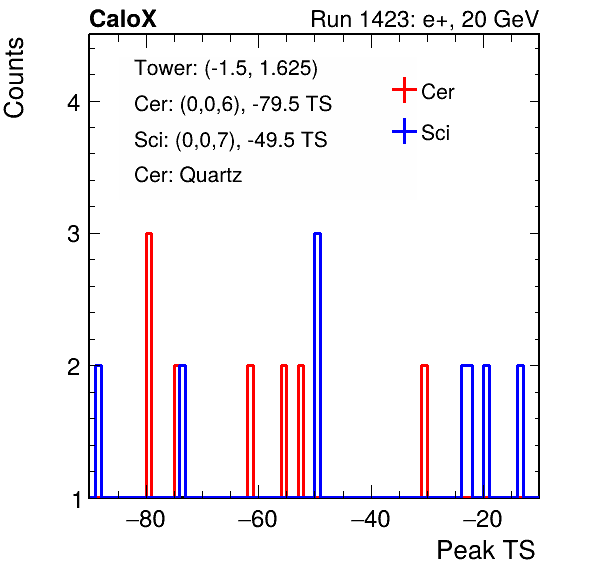 CaloX Run 1423: e+, 20 GeV
Counts
Tower: (-1.5, 1.625)
Cer: (0,0,6), -79.5 TS
Sci: (0,0,7), -49.5 TS
Cer: Quartz
Cer
Sci
4
3
2
1
−80 −60 −40 −20
Peak TS